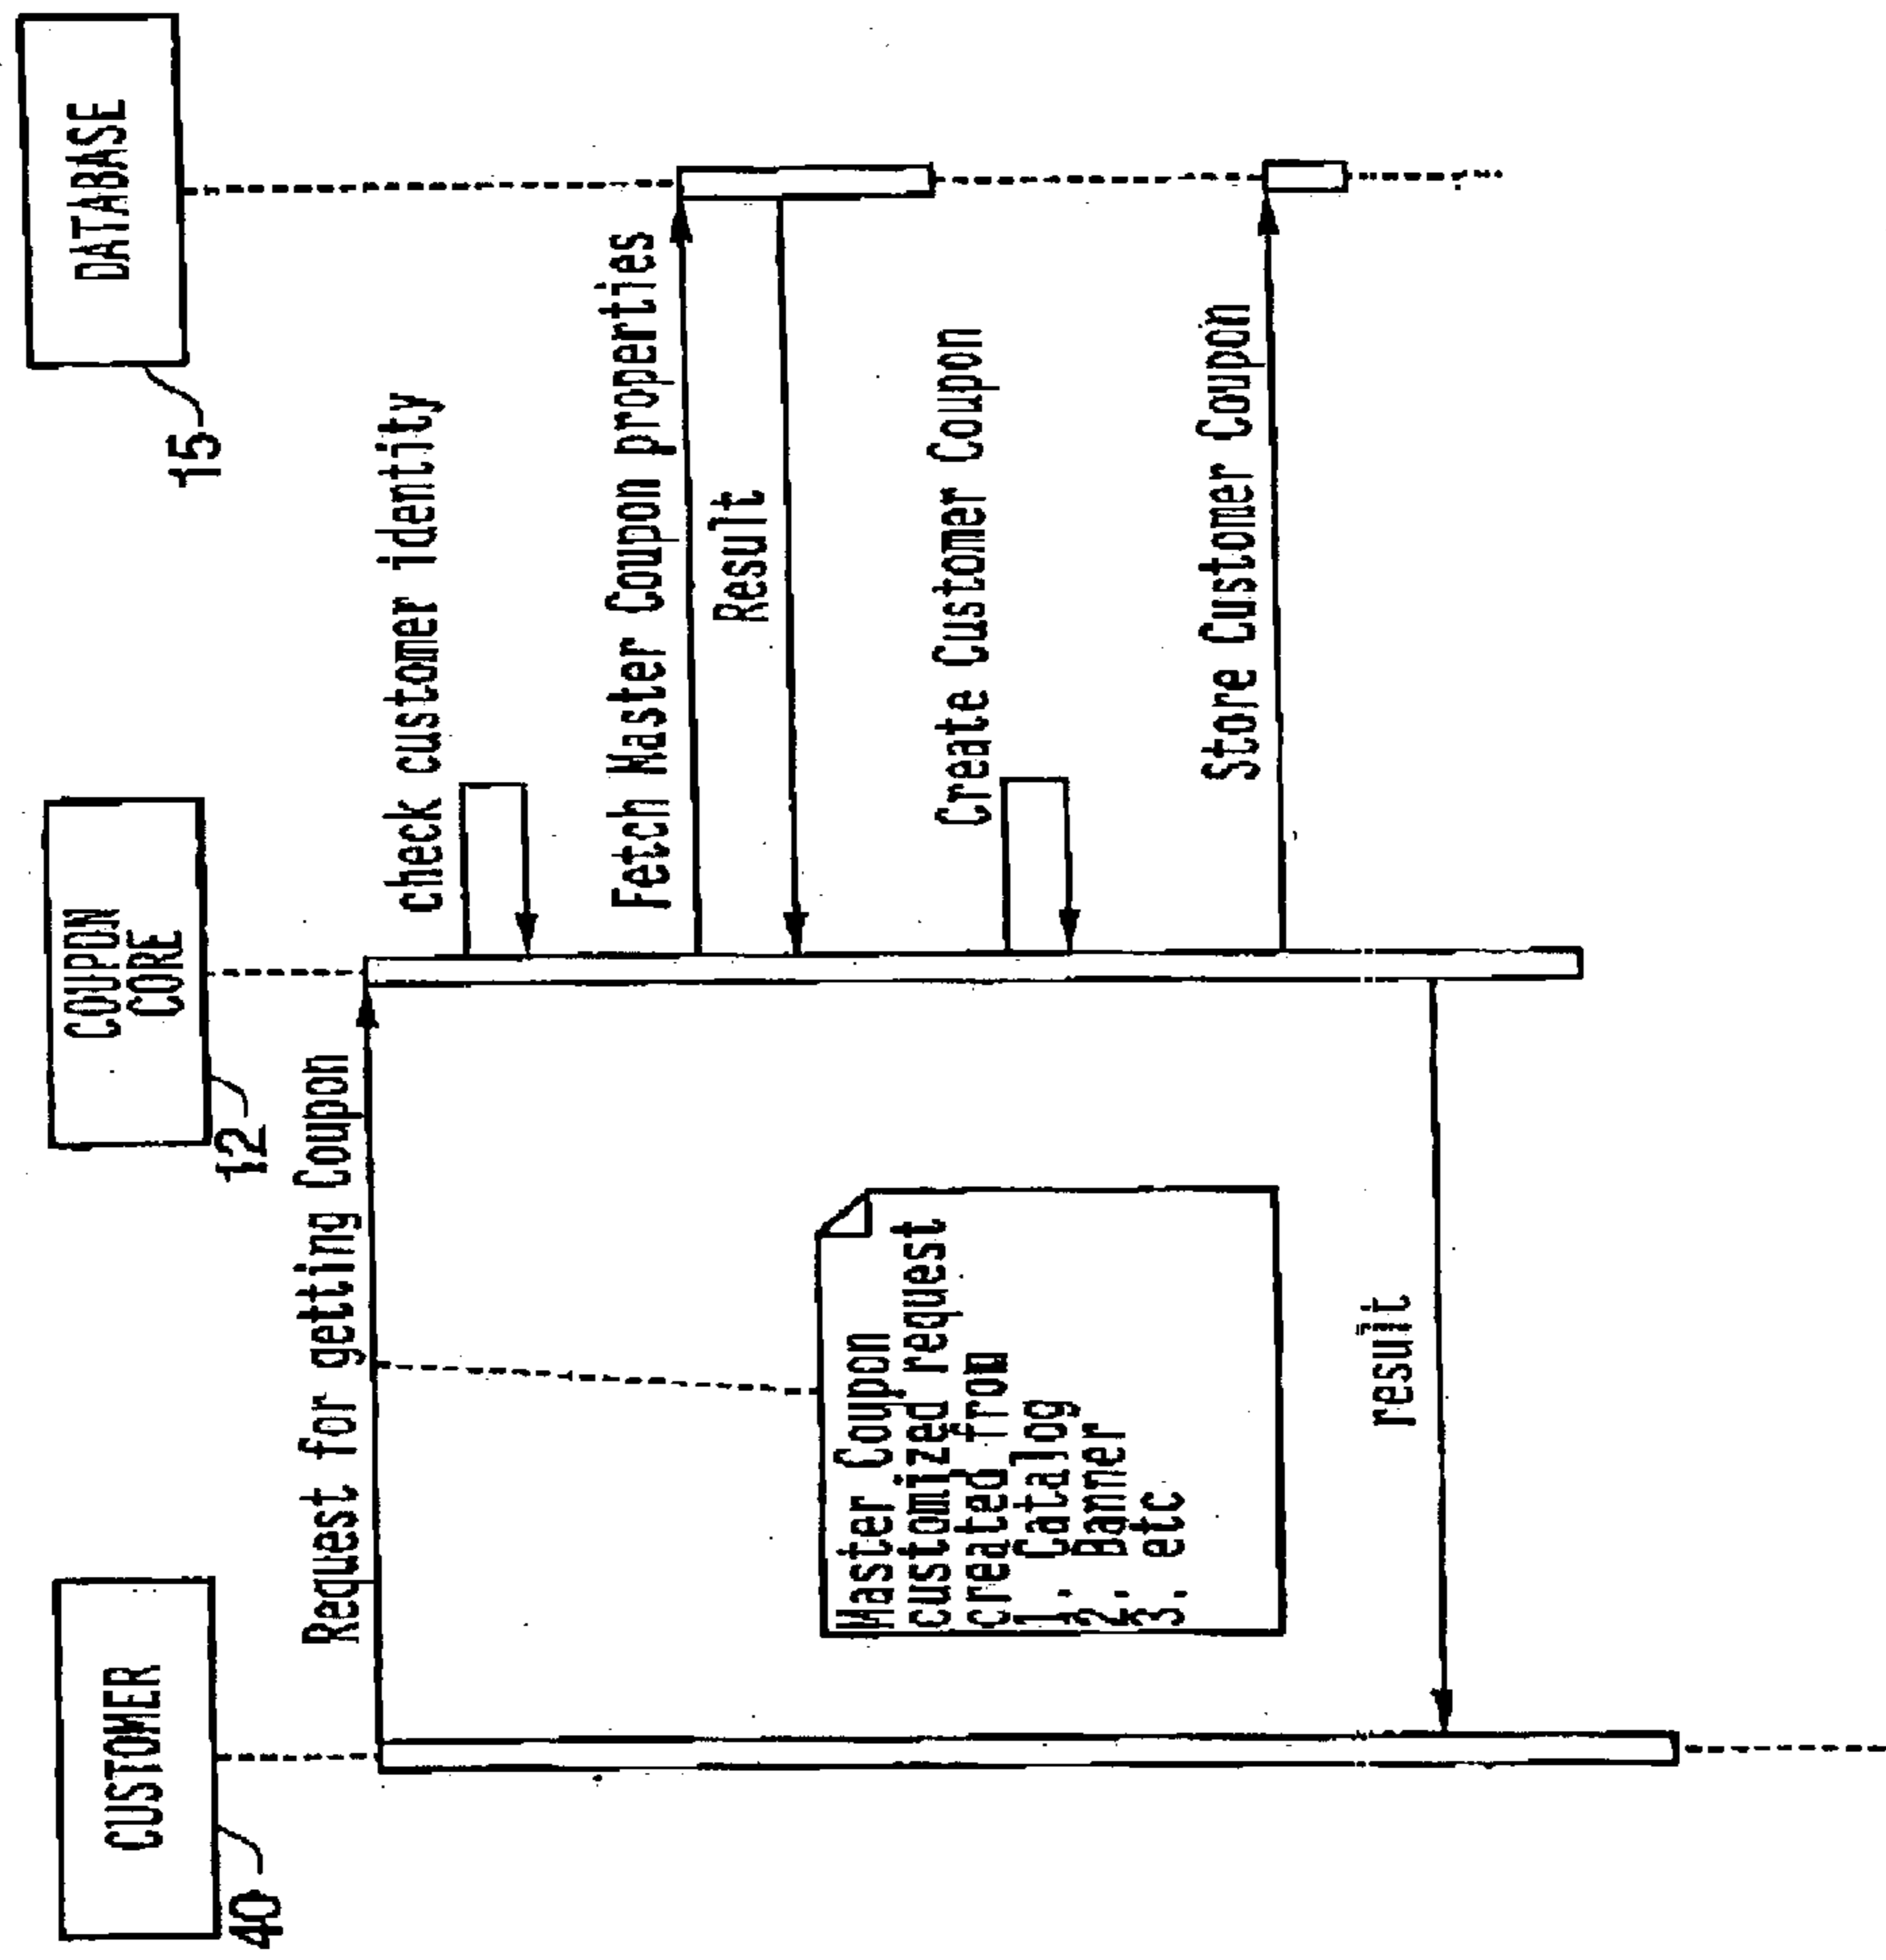 CUSTOMER
40
COUPON
CORE
12
DATABASE
15
Request for getting Coupon
check customer identity
Fetch Master Coupon properties
Result
Master Coupon
customized request
created from
1. Catalog
2. Banner
3. etc
Create Customer Coupon
Store Customer Coupon
result